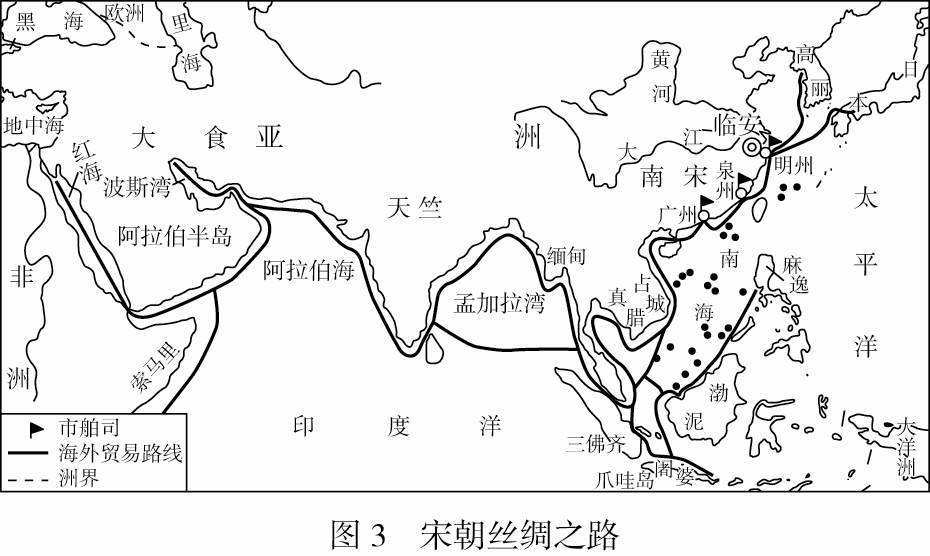 黑海
欧洲
里海
地中海
红海
大食
亚洲
波斯湾
阿拉伯半岛
阿拉伯海
天竺
孟加拉湾
缅甸
黄河
大江
临安
南宋
高丽
日本
明州
泉州
广州
占城
真腊
南海
麻逸
太平洋
非洲
索马里
印度洋
三佛齐
渤泥
爪哇岛
阇婆
大洋洲
市舶司
海外贸易路线
洲界
图3 宋朝丝绸之路